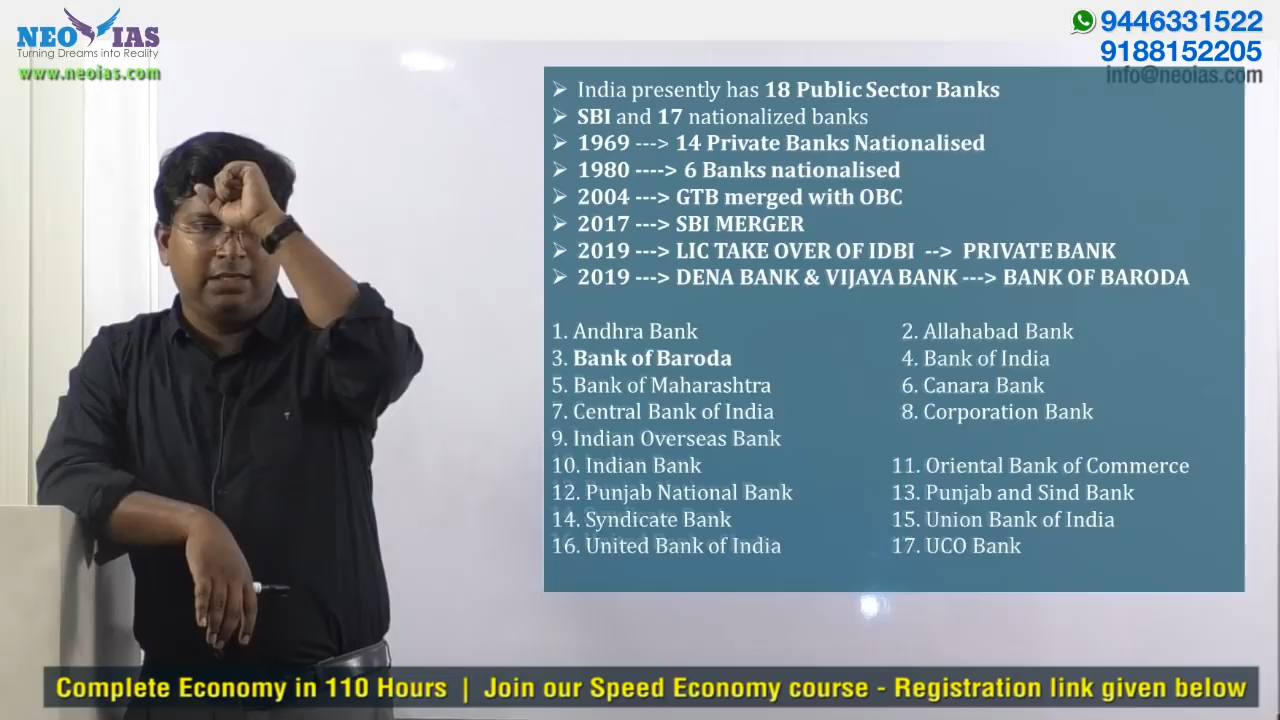 NEO IAS
Turning Dreams into Reality
www.neoias.com
9446331522
9188152205
info@neoias.com
➢ India presently has 18 Public Sector Banks
➢ SBI and 17 nationalized banks
➢ 1969 ---> 14 Private Banks Nationalised
➢ 1980 ----> 6 Banks nationalised
➢ 2004 ---> GTB merged with OBC
➢ 2017 ---> SBI MERGER
➢ 2019 ---> LIC TAKE OVER OF IDBI --> PRIVATE BANK
➢ 2019 ---> DENA BANK & VIJAYA BANK ---> BANK OF BARODA
1. Andhra Bank 2. Allahabad Bank
3. Bank of Baroda 4. Bank of India
5. Bank of Maharashtra 6. Canara Bank
7. Central Bank of India 8. Corporation Bank
9. Indian Overseas Bank
10. Indian Bank 11. Oriental Bank of Commerce
12. Punjab National Bank 13. Punjab and Sind Bank
14. Syndicate Bank 15. Union Bank of India
16. United Bank of India 17. UCO Bank
Complete Economy in 110 Hours | Join our Speed Economy course - Registration link given below